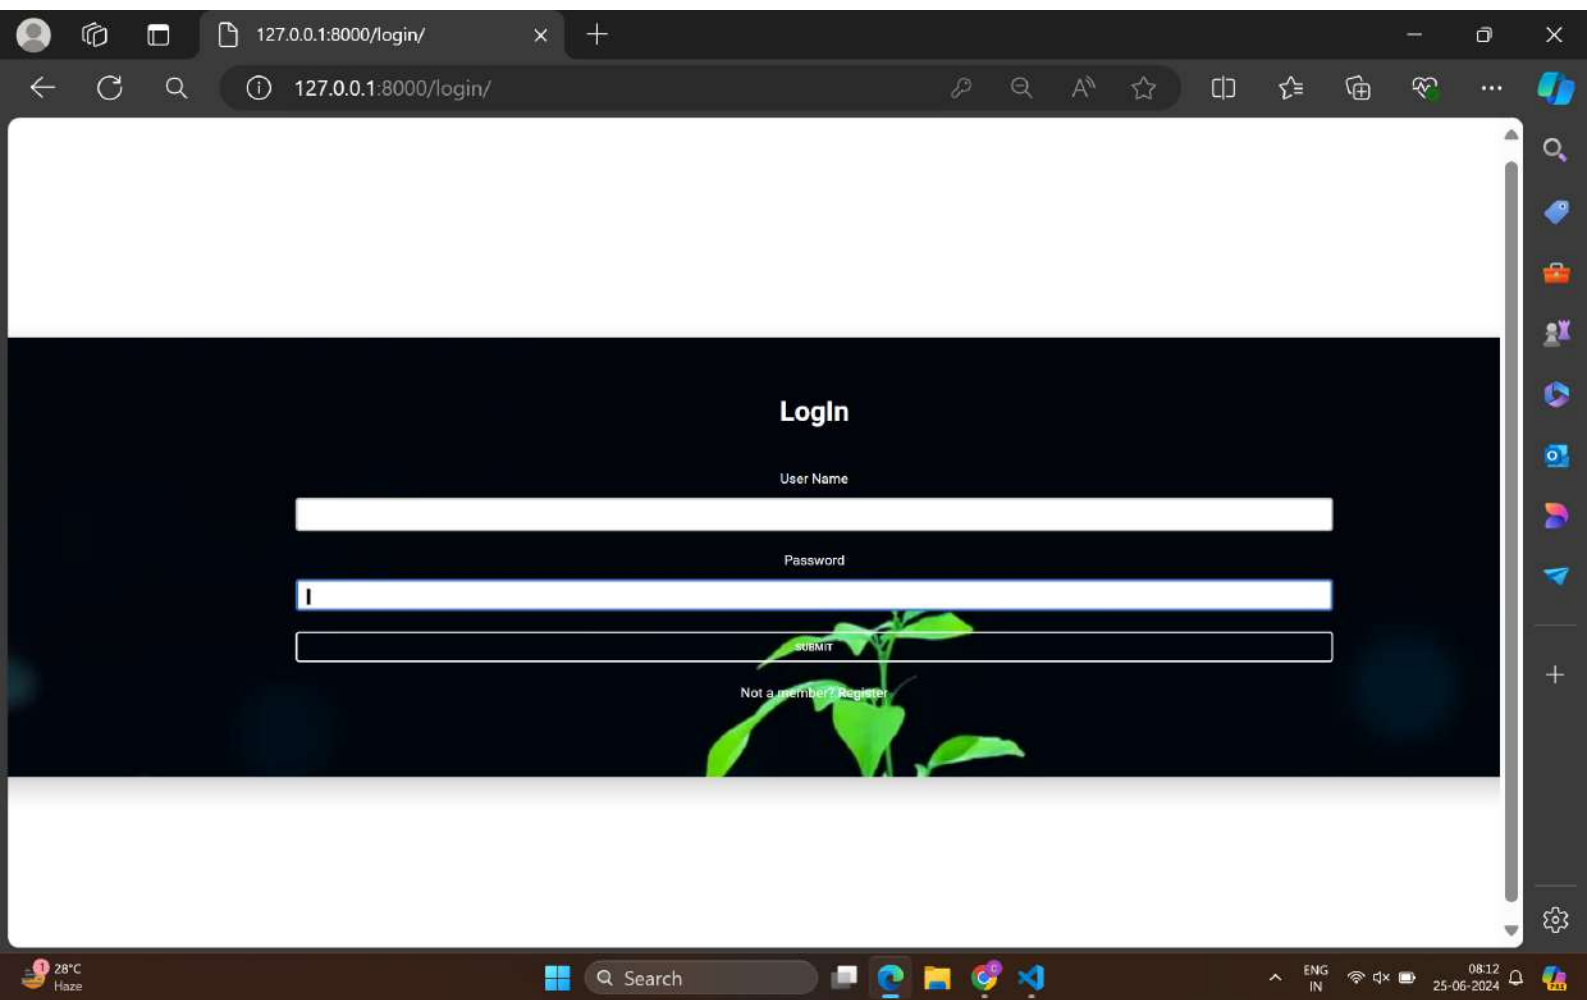 127.0.0.1:8000/login/
127.0.0.1:8000/login/
LogIn
User Name
Password
SUBMIT
Not a member? Register
1
28°C
Haze
Search
ENG
IN
08:12
25-06-2024